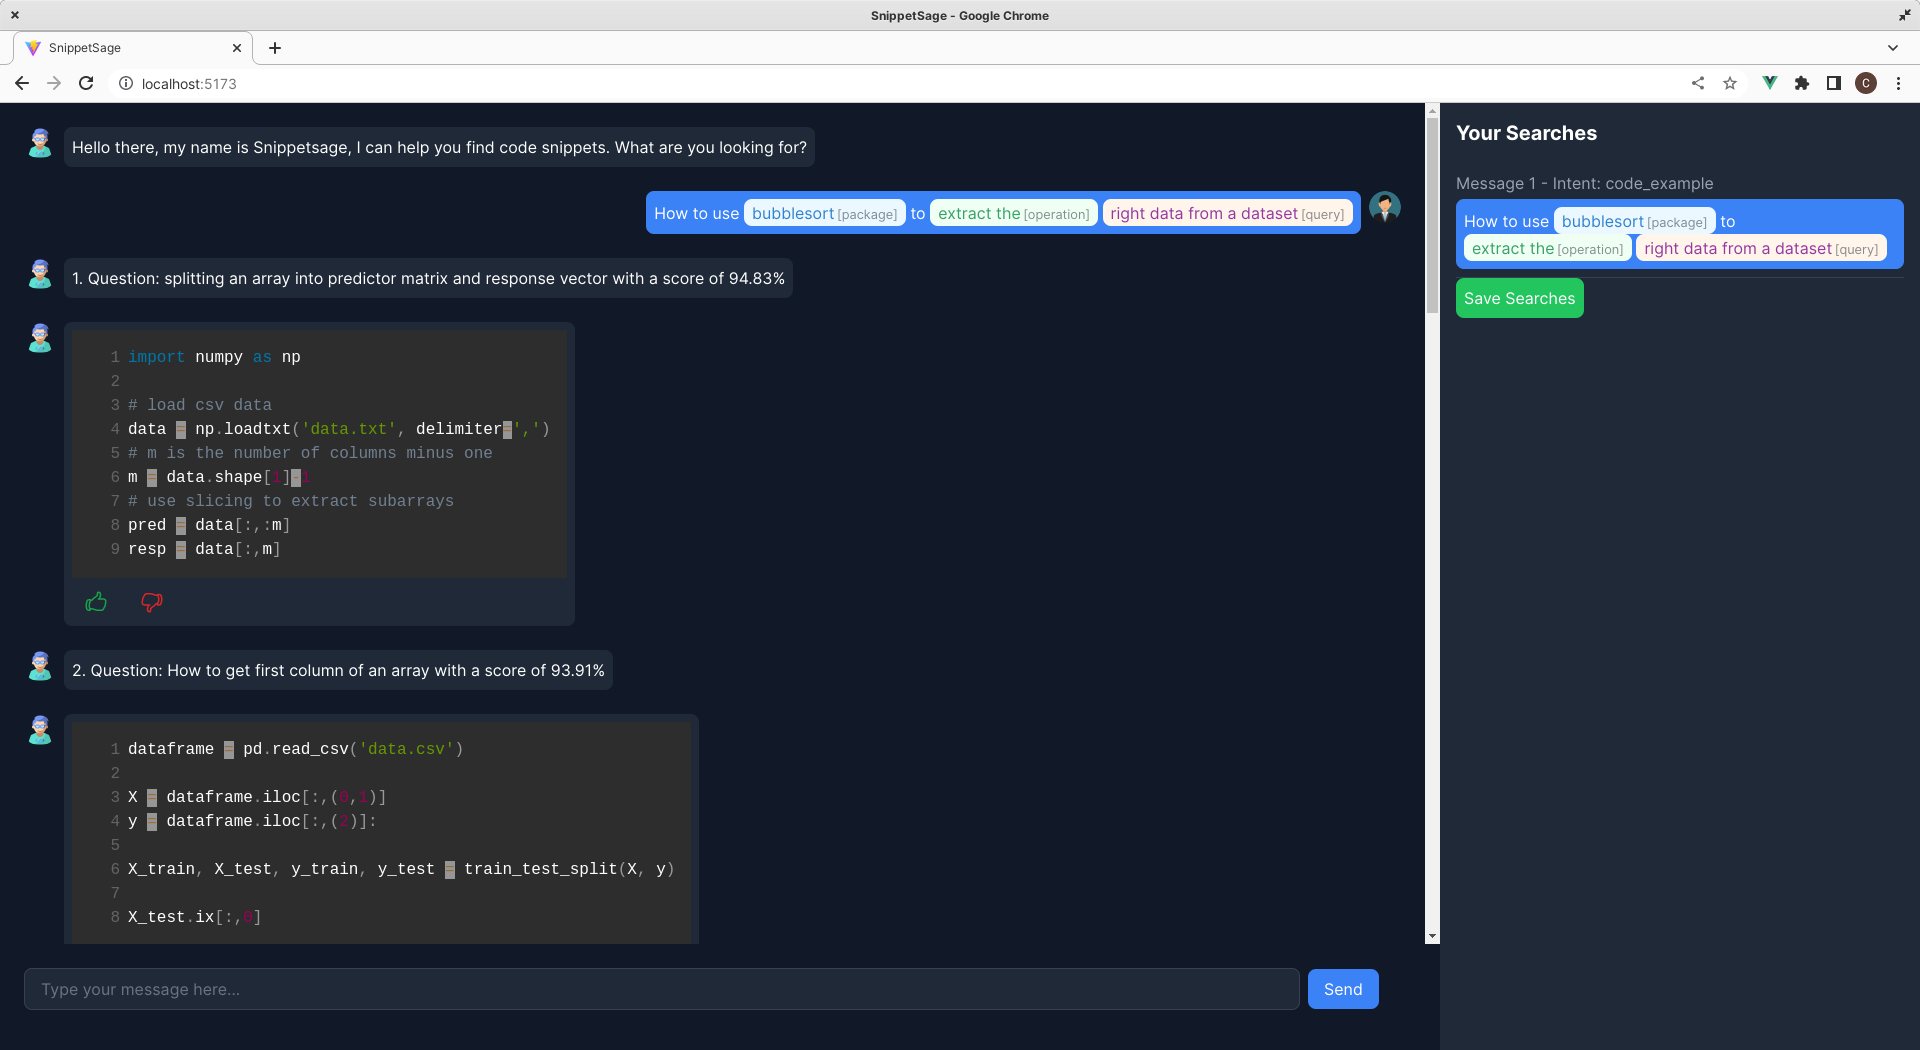 SnippetSage - Google Chrome
SnippetSage
localhost:5173
C
Hello there, my name is Snippetsage, I can help you find code snippets. What are you looking for?
How to use bubblesort [package] to extract the [operation] right data from a dataset [query]
1. Question: splitting an array into predictor matrix and response vector with a score of 94.83%
1 import numpy as np
2
3 # load csv data
4 data = np.loadtxt('data.txt', delimiter=',')
5 # m is the number of columns minus one
6 m = data.shape[1]-1
7 # use slicing to extract subarrays
8 pred = data[:,:m]
9 resp = data[:,m]
2. Question: How to get first column of an array with a score of 93.91%
1 dataframe = pd.read_csv('data.csv')
2
3 X = dataframe.iloc[:,(0,1)]
4 y = dataframe.iloc[:,(2)]:
5
6 X_train, X_test, y_train, y_test = train_test_split(X, y)
7
8 X_test.ix[:,0]
Type your message here...
Send
Your Searches
Message 1 - Intent: code_example
How to use bubblesort [package] to
extract the [operation] right data from a dataset [query]
Save Searches